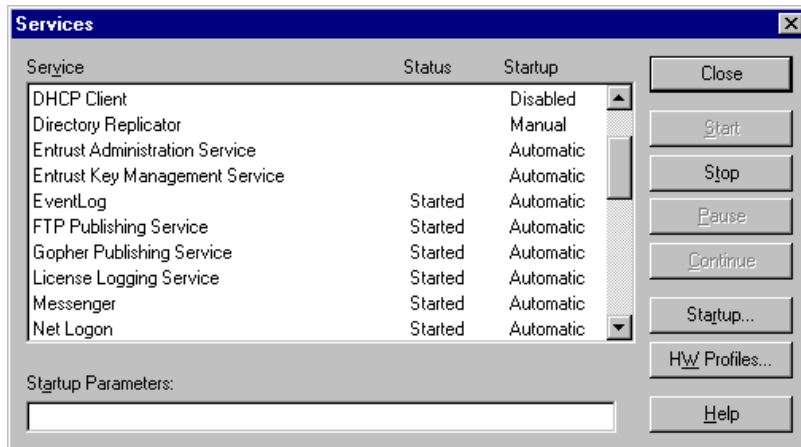 Services
Service Status Startup
DHCP Client Disabled
Directory Replicator Manual
Entrust Administration Service Automatic
Entrust Key Management Service Automatic
EventLog Started Automatic
FTP Publishing Service Started Automatic
Gopher Publishing Service Started Automatic
License Logging Service Started Automatic
Messenger Started Automatic
Net Logon Started Automatic
Startup Parameters:
Close
Start
Stop
Pause
Continue
Startup...
HW Profiles...
Help